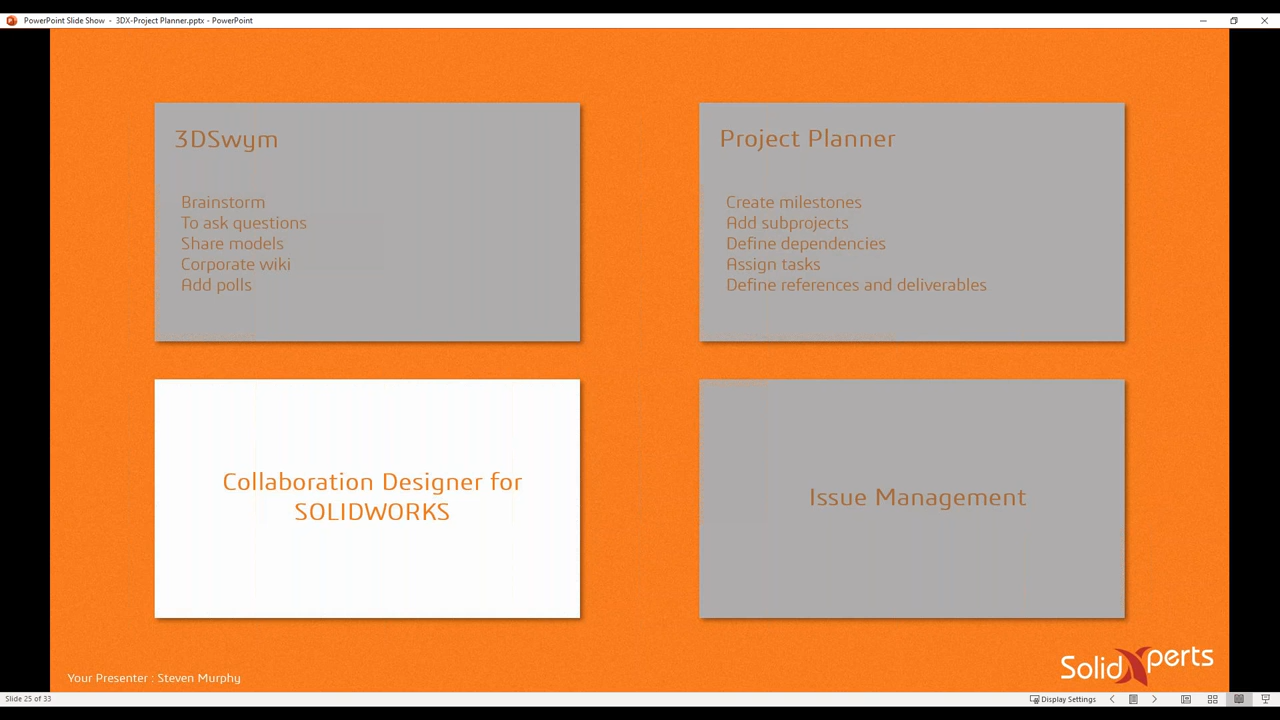 PowerPoint Slide Show - 3DX-Project Planner.pptx - PowerPoint
3DSwym
Brainstorm
To ask questions
Share models
Corporate wiki
Add polls
Project Planner
Create milestones
Add subprojects
Define dependencies
Assign tasks
Define references and deliverables
Collaboration Designer for
SOLIDWORKS
Issue Management
Your Presenter : Steven Murphy
SolidXperts
Slide 25 of 33
Display Settings